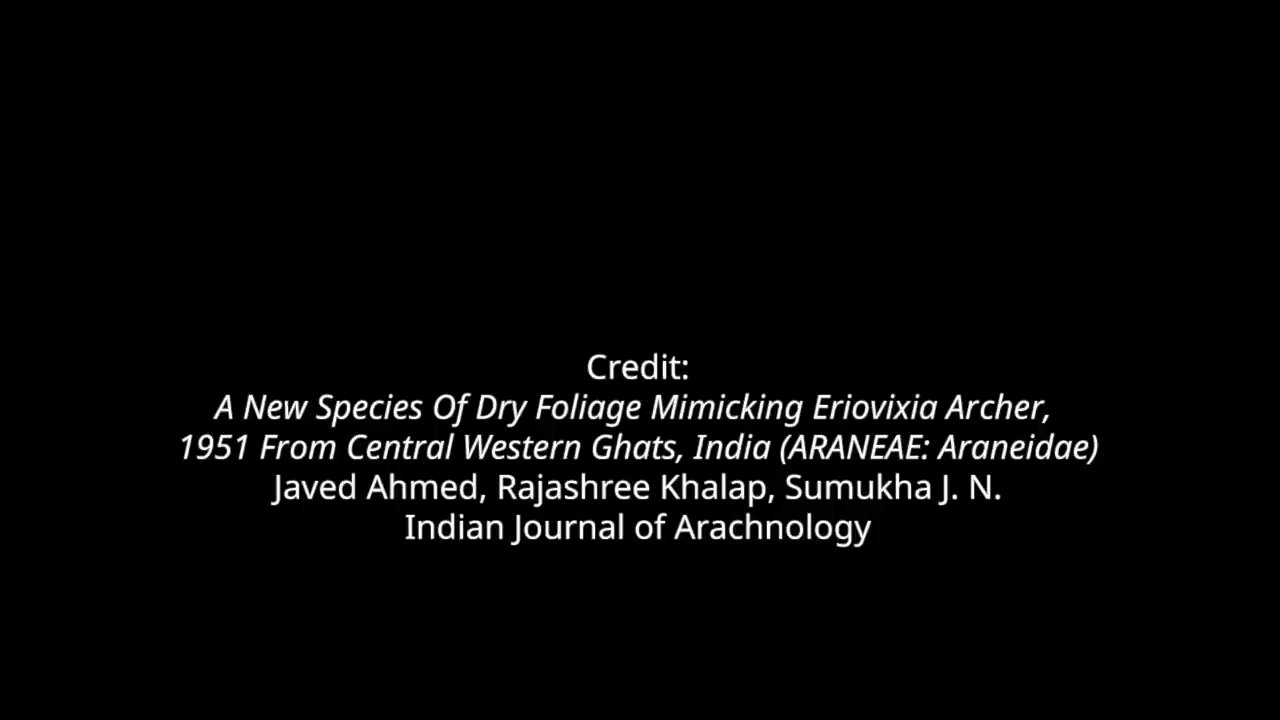 Credit:
A New Species Of Dry Foliage Mimicking Eriovixia Archer,
1951 From Central Western Ghats, India (ARANEAE: Araneidae)
Javed Ahmed, Rajashree Khalap, Sumukha J. N.
Indian Journal of Arachnology